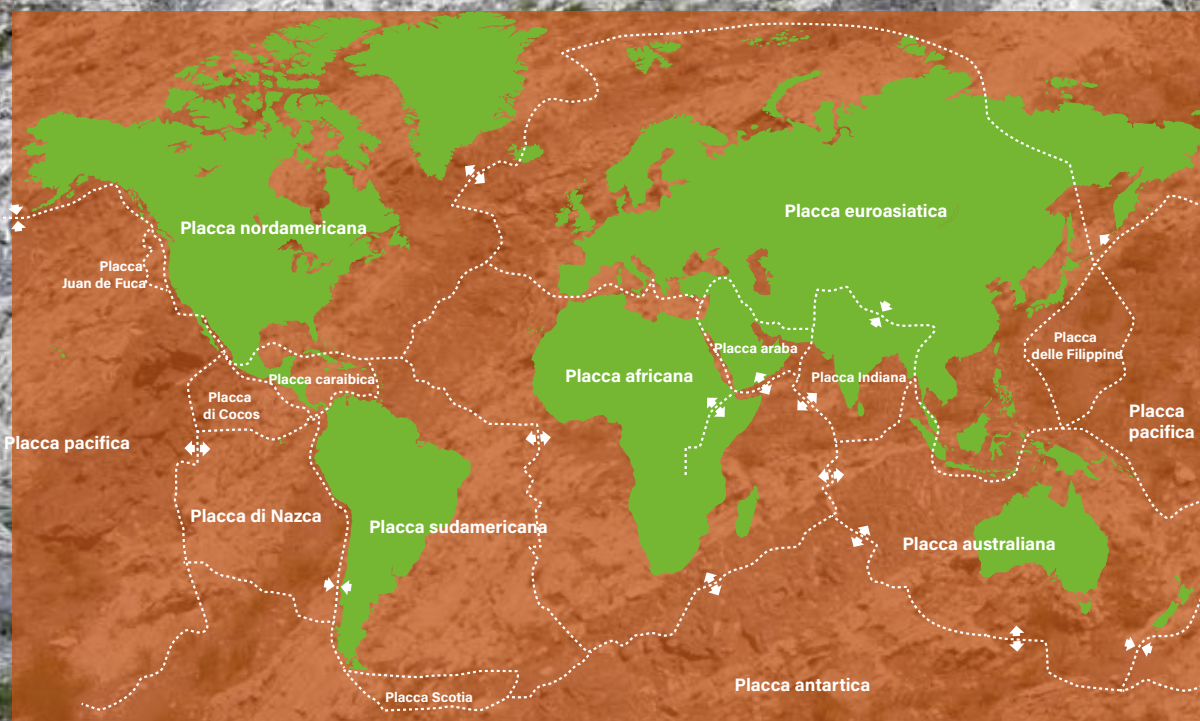 Placca nordamericana
Placca euroasiatica
Placca
Juan de Fuca
Placca
delle Filippine
Placca araba
Placca africana
Placca Indiana
Placca caraibica
Placca
di Cocos
Placca
pacifica
Placca pacifica
Placca di Nazca
Placca sudamericana
Placca australiana
Placca antartica
Placca Scotia